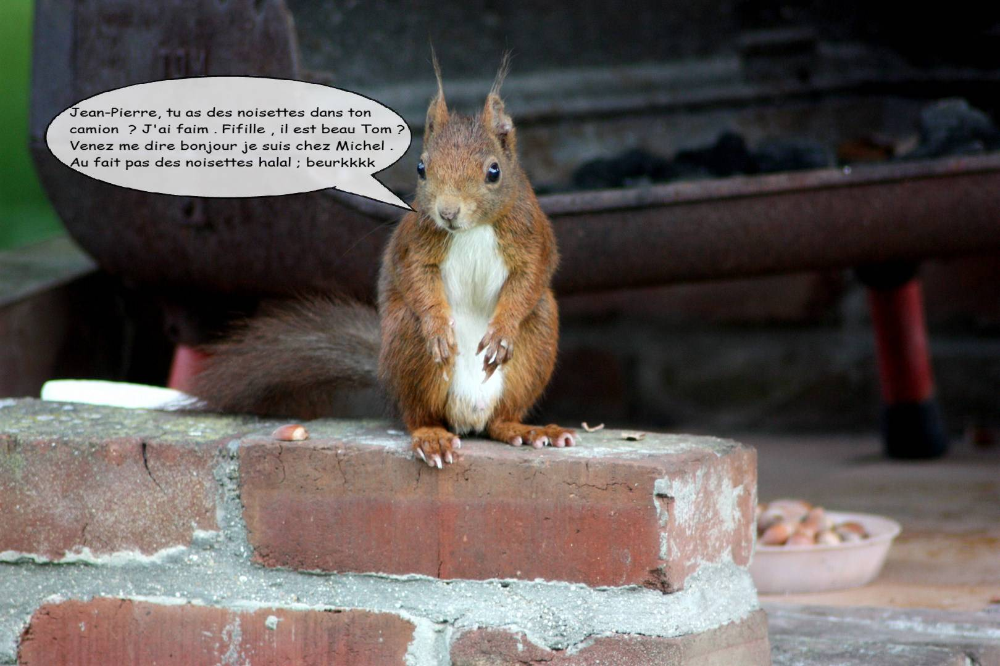 TOM
Jean-Pierre, tu as des noisettes dans ton
camion ? J'ai faim . Fifille , il est beau Tom ?
Venez me dire bonjour je suis chez Michel .
Au fait pas des noisettes halal ; beurkkkk